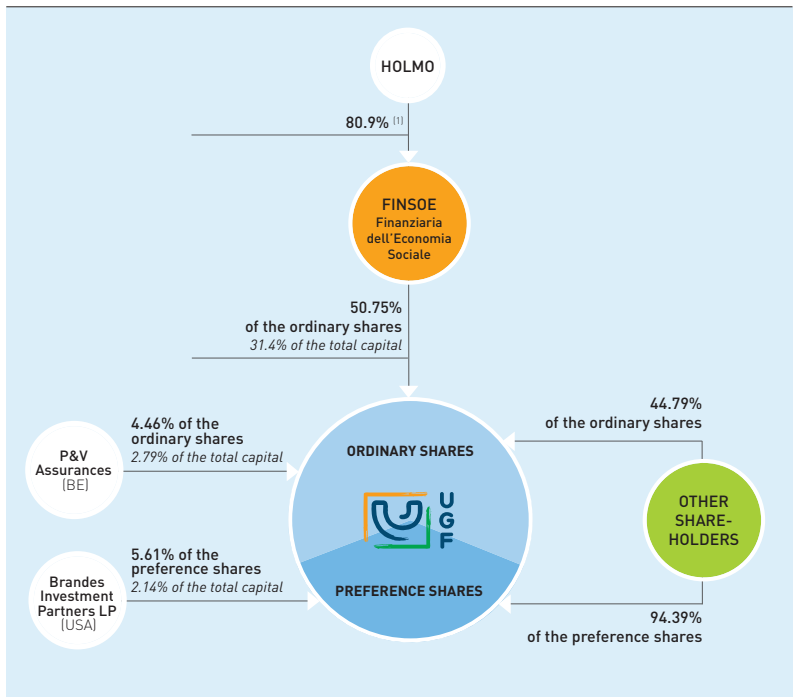 HOLMO
80.9% (1)
FINSOE
Finanziaria
dell'Economia
Sociale
50.75%
of the ordinary shares
31.4% of the total capital
44.79%
of the ordinary shares
4.46% of the
ordinary shares
2.79% of the total capital
P&V
Assurances
(BE)
ORDINARY SHARES
UGF
OTHER
SHARE-
HOLDERS
5.61% of the
preference shares
2.14% of the total capital
Brandes
Investment
Partners LP
(USA)
PREFERENCE SHARES
94.39%
of the preference shares